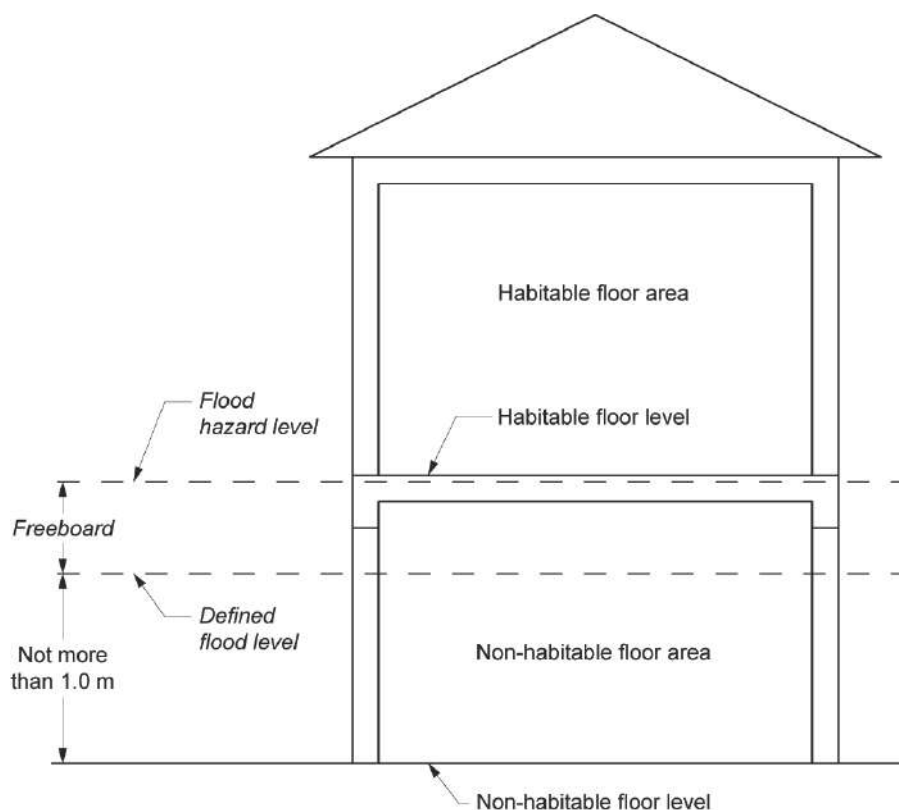 Habitable floor area
Flood
hazard level
Habitable floor level
Freeboard
Defined
flood level
Not more
than 1.0 m
Non-habitable floor area
Non-habitable floor level